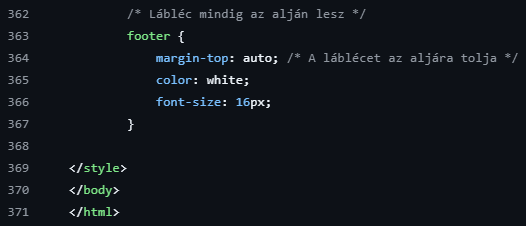 362 /* Lábléc mindig az alján lesz */
363 footer {
364 margin-top: auto; /* A láblécet az aljára tolja */
365 color: white;
366 font-size: 16px;
367 }
368
369 </style>
370 </body>
371 </html>